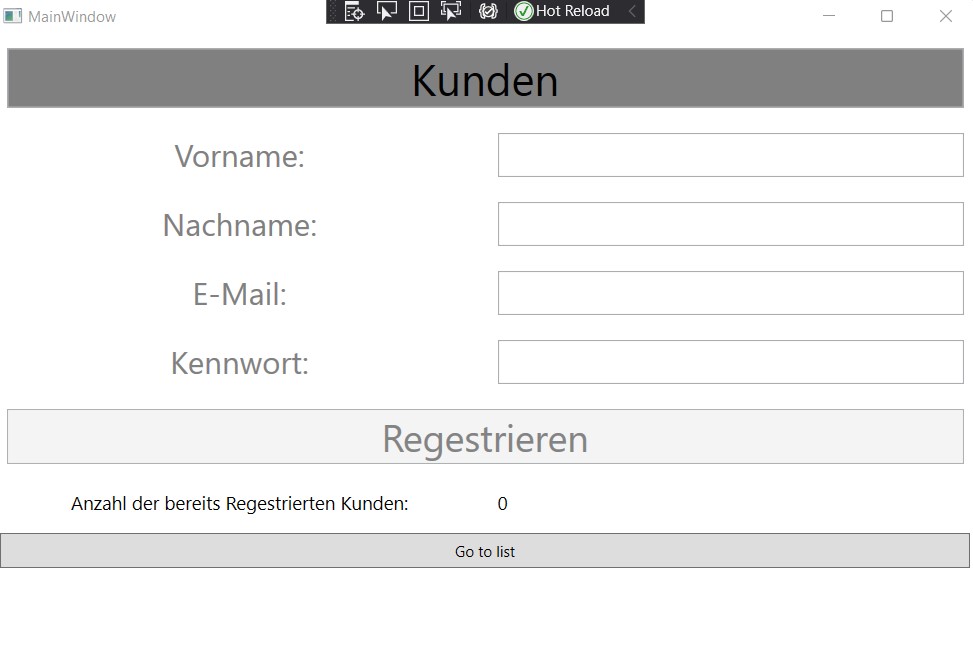 MainWindow
Hot Reload
Kunden
Vorname:
Nachname:
E-Mail:
Kennwort:
Regestrieren
Anzahl der bereits Regestrierten Kunden: 0
Go to list